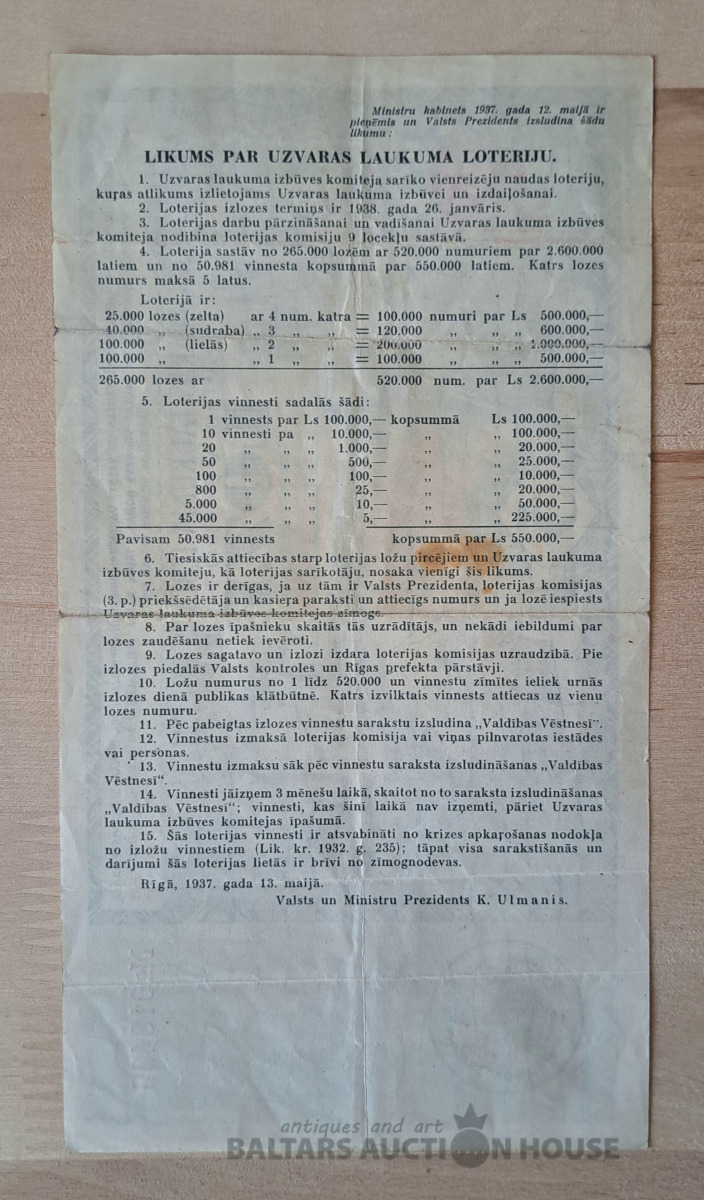 Ministru kabinets 1937. gada 12. maijā ir
pieņēmis un Valsts Prezidents izsludina šādu
likumu:
LIKUMS PAR UZVARAS LAUKUMA LOTERIJU.
1. Uzvaras laukuma izbūves komiteja sarīko vienreizēju naudas loteriju,
kuŗas atlikums izlietojams Uzvaras laukuma izbūvei un izdaiļošanai.
2. Loterijas izlozes termiņš ir 1938. gada 26. janvāris.
3. Loterijas darbu pārzināšanai un vadīšanai Uzvaras laukuma izbūves
komiteja nodibina loterijas komisiju 9 locekļu sastāvā.
4. Loterija sastāv no 265.000 lozēm ar 520.000 numuriem par 2.600.000
latiem un no 50.981 vinnesta kopsummā par 550.000 latiem. Katrs lozes
numurs maksā 5 latus.
Loterijā ir:
25.000 lozes (zelta) ar 4 num. katra = 100.000 numuri par Ls 500.000,—
40.000 „ (sudraba) „ 3 „ „ = 120.000 „ „ „ 600.000,—
100.000 „ (lielās) „ 2 „ „ = 200.000 „ „ „ 1.000.000,—
100.000 „ „ 1 „ „ = 100.000 „ „ „ 500.000,—
265.000 lozes ar 520.000 num. par Ls 2.600.000,—
5. Loterijas vinnesti sadalās šādi:
1 vinnests par Ls 100.000,— kopsummā Ls 100.000,—
10 vinnesti pa „ 10.000,— „ „ 100.000,—
20 „ „ „ 1.000,— „ „ 20.000,—
50 „ „ „ 500,— „ „ 25.000,—
100 „ „ „ 100,— „ „ 10.000,—
800 „ „ „ 25,— „ „ 20.000,—
5.000 „ „ „ 10,— „ „ 50.000,—
45.000 „ „ „ 5,— „ „ 225.000,—
Pavisam 50.981 vinnests kopsummā par Ls 550.000,—
6. Tiesiskās attiecības starp loterijas ložu pircējiem un Uzvaras laukuma
izbūves komiteju, kā loterijas sarīkotāju, nosaka vienīgi šis likums.
7. Lozes ir derīgas, ja uz tām ir Valsts Prezidenta, loterijas komisijas
(3. p.) priekšsēdētāja un kasieŗa paraksti un attiecīgs numurs un ja lozē iespiests
Uzvaras laukuma izbūves komitejas zīmogs.
8. Par lozes īpašnieku skaitās tās uzrādītājs, un nekādi iebildumi par
lozes zaudēšanu netiek ievēroti.
9. Lozes sagatavo un izlozi izdara loterijas komisijas uzraudzībā. Pie
izlozes piedalās Valsts kontroles un Rīgas prefekta pārstāvji.
10. Ložu numurus no 1 līdz 520.000 un vinnestu zīmītes ieliek urnās
izlozes dienā publikas klātbūtnē. Katrs izvilktais vinnests attiecas uz vienu
lozes numuru.
11. Pēc pabeigtas izlozes vinnestu sarakstu izsludina „Valdības Vēstnesī“.
12. Vinnestus izmaksā loterijas komisija vai viņas pilnvarotas iestādes
vai personas.
13. Vinnestu izmaksu sāk pēc vinnestu saraksta izsludināšanas „Valdības
Vēstnesī“.
14. Vinnesti jāizņem 3 mēnešu laikā, skaitot no to saraksta izsludināšanas
„Valdības Vēstnesī“; vinnesti, kas šinī laikā nav izņemti, pāriet Uzvaras
laukuma izbūves komitejas īpašumā.
15. Šās loterijas vinnesti ir atsvabināti no krizes apkaŗošanas nodokļa
no izložu vinnestiem (Lik. kr. 1932. g. 235); tāpat visa sarakstīšanās un
darījumi šās loterijas lietās ir brīvi no zīmognodevas.
Rīgā, 1937. gada 13. maijā.
Valsts un Ministru Prezidents K. Ulmanis.
antiques and art
BALTARS AUCTION HOUSE